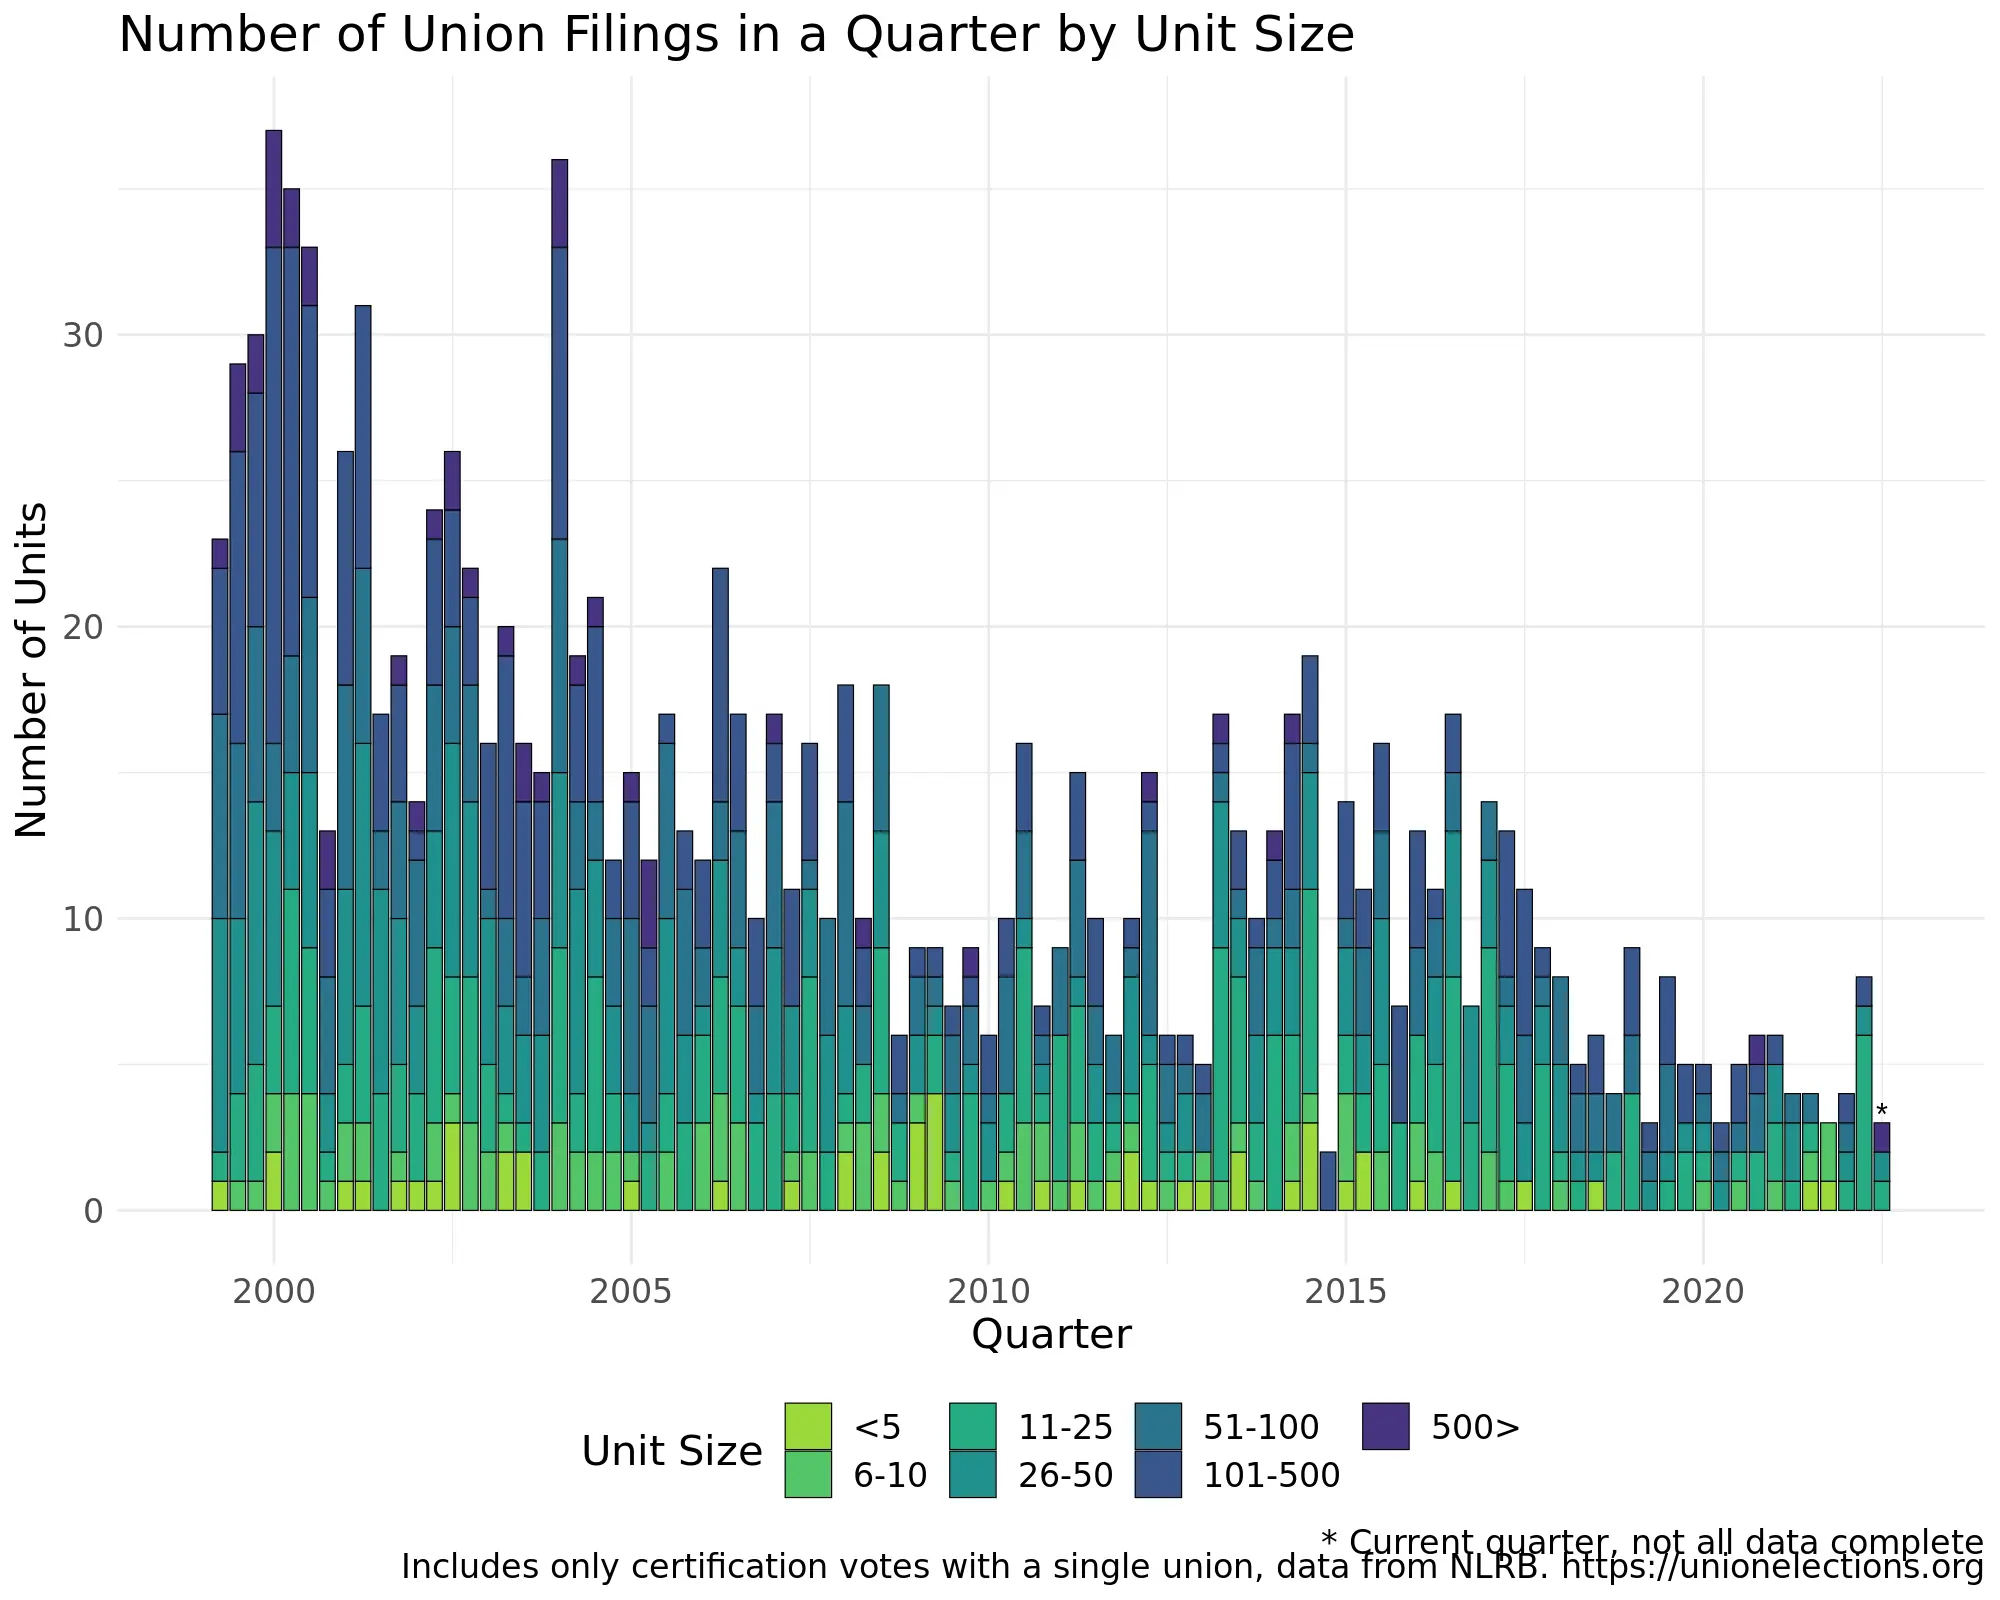 Number of Union Filings in a Quarter by Unit Size
Number of Units
30
20
10
0
*
2000 2005 2010 2015 2020
Quarter
Unit Size
<5 11-25 51-100 500>
6-10 26-50 101-500
* Current quarter, not all data complete
Includes only certification votes with a single union, data from NLRB. https://unionelections.org